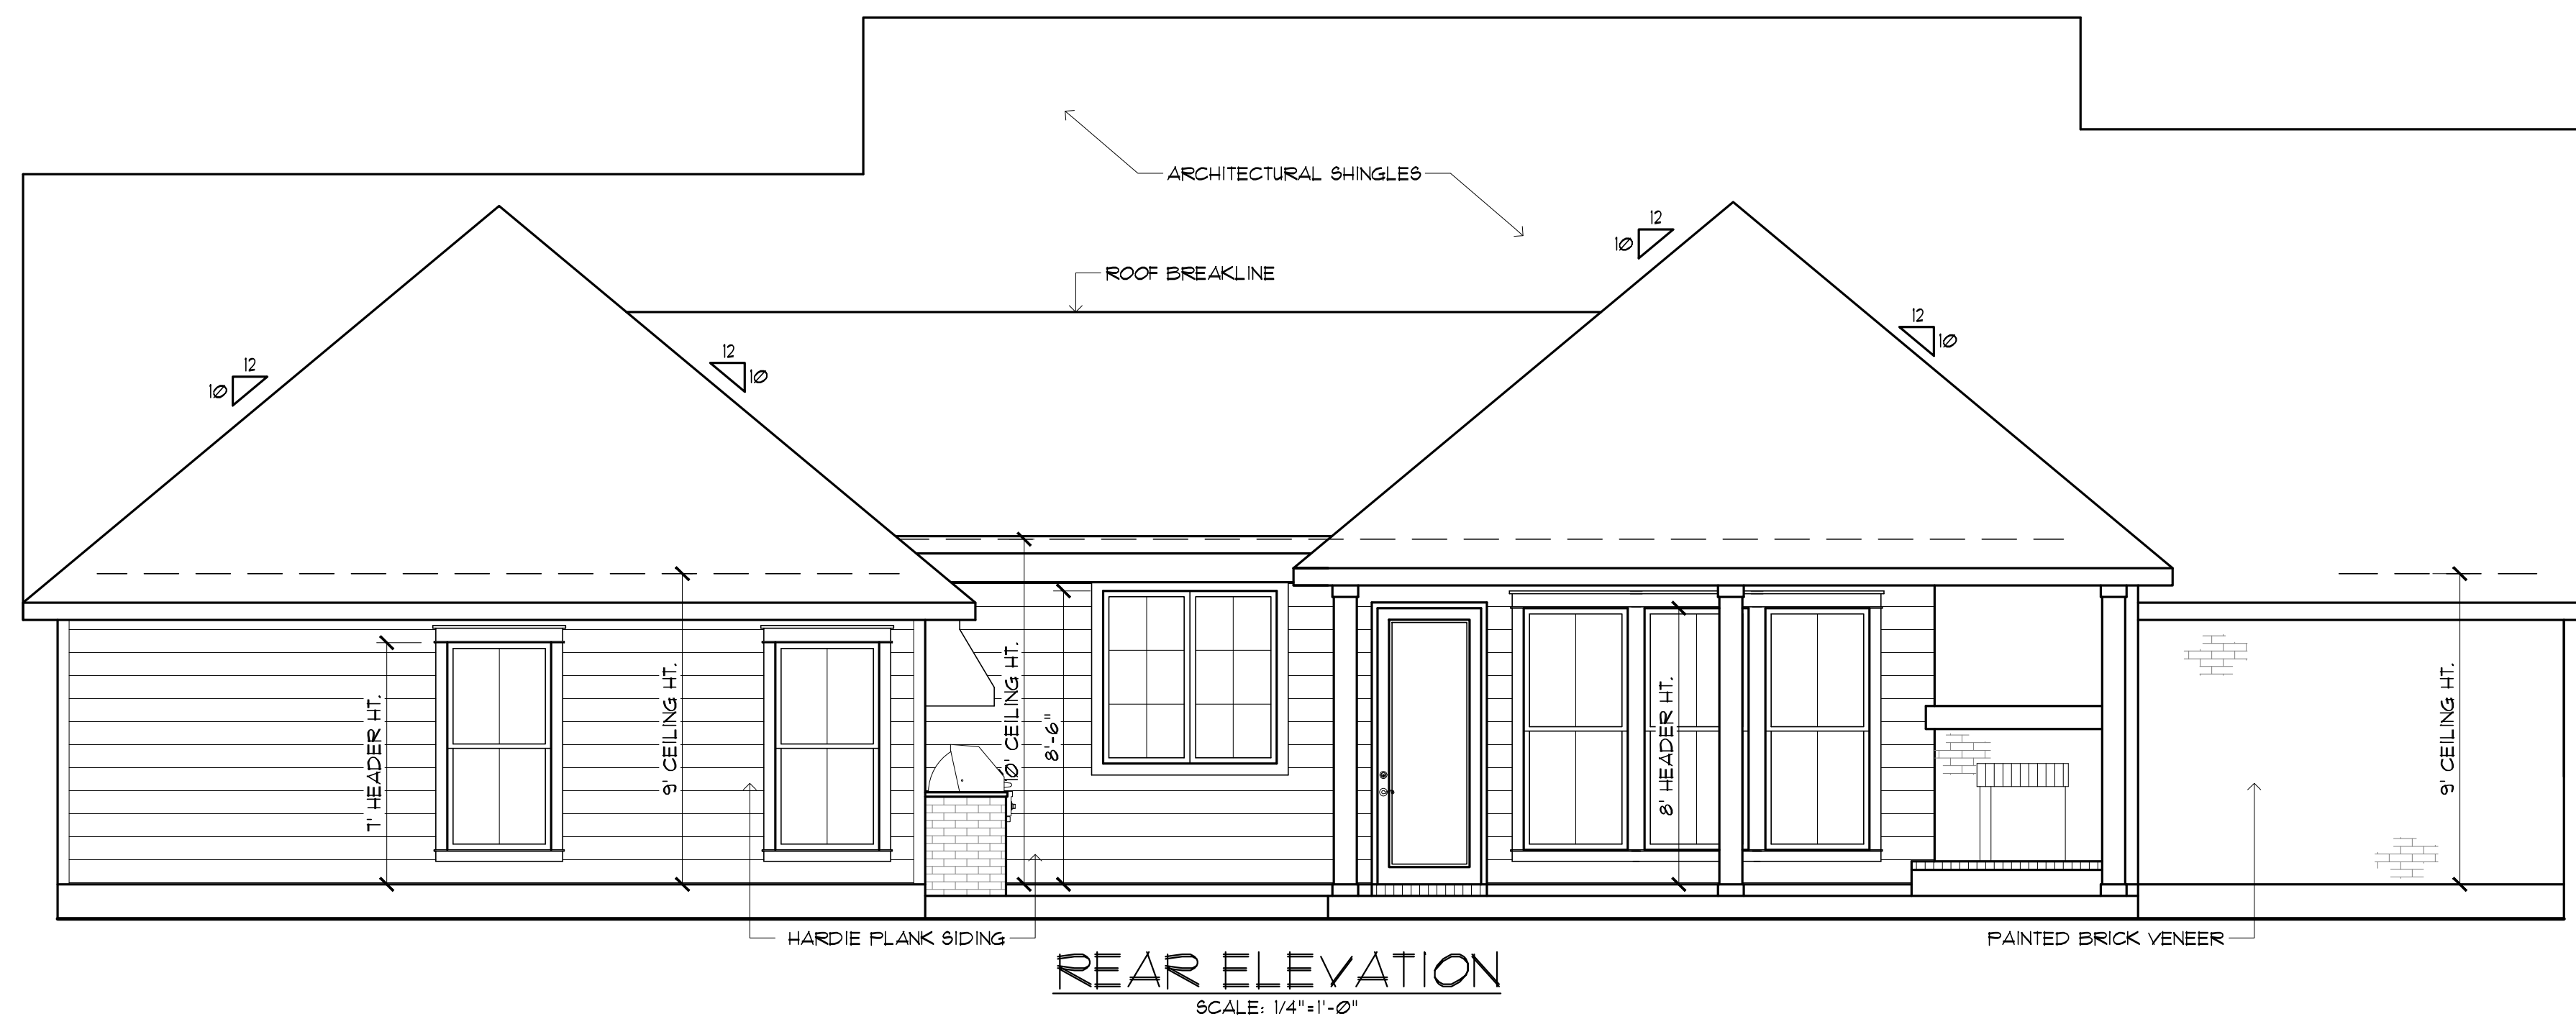 ARCHITECTURAL SHINGLES
12
10
ROOF BREAKLINE
12
10
12
10
12
10
7' HEADER HT.
9' CEILING HT.
10' CEILING HT.
8'-6"
8' HEADER HT.
9' CEILING HT.
HARDIE PLANK SIDING
PAINTED BRICK VENEER
REAR ELEVATION
SCALE: 1/4"=1'-0"